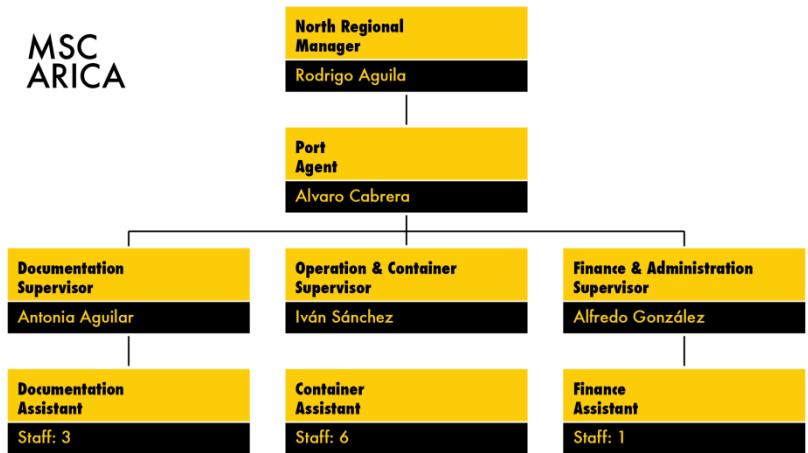 MSC
ARICA
North Regional
Manager
Rodrigo Aguila
Port
Agent
Alvaro Cabrera
Documentation
Supervisor
Antonia Aguilar
Operation & Container
Supervisor
Iván Sánchez
Finance & Administration
Supervisor
Alfredo González
Documentation
Assistant
Staff: 3
Container
Assistant
Staff: 6
Finance
Assistant
Staff: 1